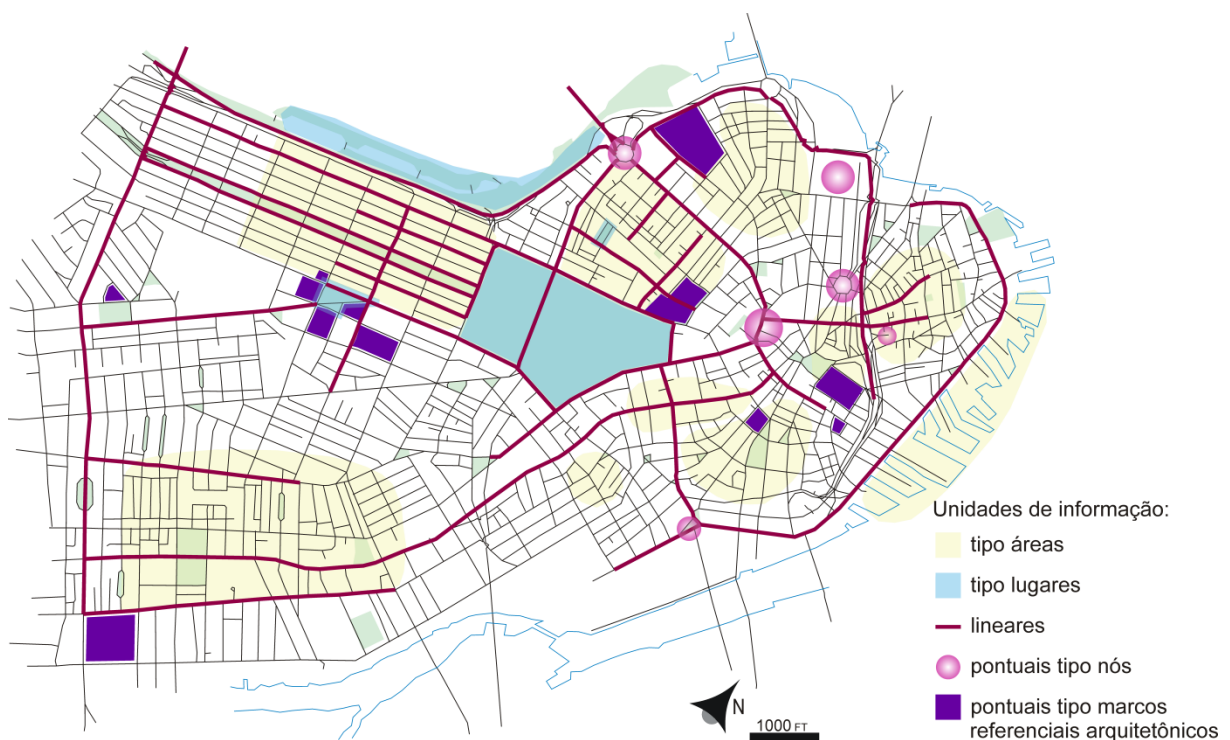 Unidades de informação:
tipo áreas
tipo lugares
lineares
pontuais tipo nós
pontuais tipo marcos
referenciais arquitetônicos
N
1000 FT